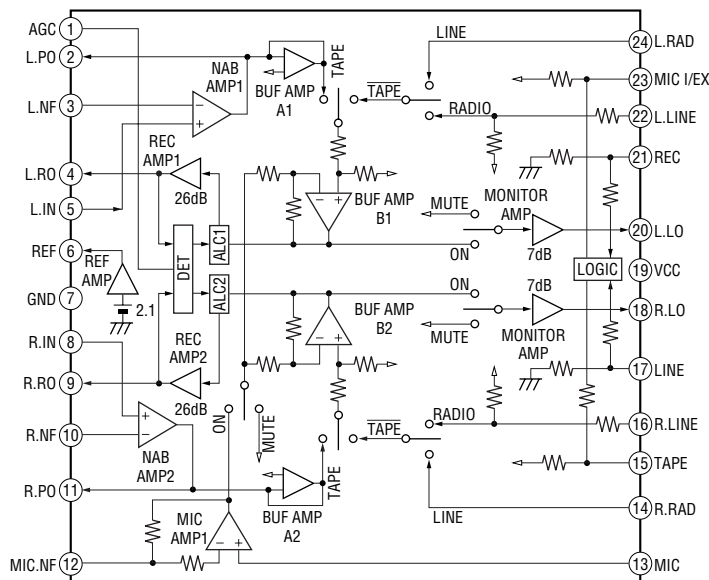 AGC 1
L.PO 2
L.NF 3
L.RO 4
L.IN 5
REF 6
GND 7
R.IN 8
R.RO 9
R.NF 10
R.PO 11
MIC.NF 12
24 L.RAD
23 MIC I/EX
22 L.LINE
21 REC
20 L.LO
19 VCC
18 R.LO
17 LINE
16 R.LINE
15 TAPE
14 R.RAD
13 MIC
NAB
AMP1
− +
BUF AMP
A1
TAPE
TAPE
LINE
RADIO
REC
AMP1
26dB
DET
ALC1
ALC2
− +
BUF AMP
B1
MUTE
ON
MONITOR
AMP
7dB
LOGIC
REF
AMP
2.1
− +
BUF AMP
B2
ON
MUTE
7dB
MONITOR
AMP
REC
AMP2
26dB
ON
MUTE
TAPE
TAPE
RADIO
LINE
+ −
NAB
AMP2
BUF AMP
A2
MIC
AMP1
− +